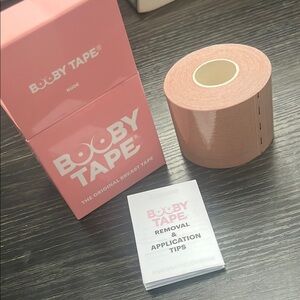 BOOBY TAPE®
NUDE
BOOBY
TAPE®
THE ORIGINAL BREAST TAPE
BOOBY
TAPE®
REMOVAL
&
APPLICATION
TIPS